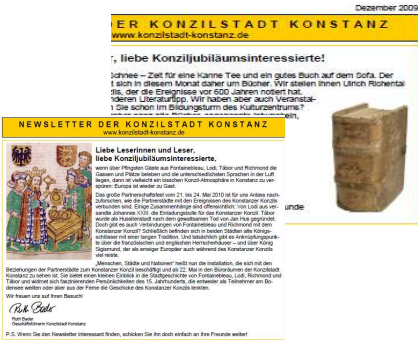 Dezember 2009
ER KONZILSTADT KONSTANZ
www.konzilstadt-konstanz.de
r, liebe Konziljubiläumsinteressierte!
Schnee – Zeit für eine Kanne Tee und ein gutes Buch auf dem Sofa. Der
t sich in diesem Monat daher um Bücher. Wir stellen Ihnen Ulrich Richental
zils, der die Ereignisse vor 600 Jahren notiert hat.
nderen Literaturtipp. Wir haben aber auch Veranstal-
n Sie schon im Bildungsturm des Kulturzentrums?
unde
NEWSLETTER DER KONZILSTADT KONSTANZ
www.konzilstadt-konstanz.de
Liebe Leserinnen und Leser,
liebe Konziljubiläumsinteressierte,
wenn über Pfingsten Gäste aus Fontainebleau, Lodi, Tábor und Richmond die
Gassen und Plätze beleben und die unterschiedlichsten Sprachen in der Luft
liegen, dann ist vielleicht ein bisschen Konzil-Atmosphäre in Konstanz zu ver-
spüren: Europa ist wieder zu Gast.
Das große Partnerschaftsfest vom 21. bis 24. Mai 2010 ist für uns Anlass nach-
zuforschen, wie die Partnerstädte mit den Ereignissen des Konstanzer Konzils
verbunden sind. Einige Zusammenhänge sind offensichtlich: Von Lodi aus ver-
sandte Johannes XXIII. die Einladungsbulle für das Konstanzer Konzil, Tábor
wurde als Hussitenstadt nach dem gewaltsamen Tod von Jan Hus gegründet.
Doch gibt es auch Verbindungen von Fontainebleau und Richmond mit dem
Konstanzer Konzil? Schließlich befinden sich in beiden Städten alte Königs-
schlösser mit einer langen Tradition. Und tatsächlich gibt es Anknüpfungspunk-
te über die französischen und englischen Herrscherhäuser – und über König
Sigismund, der als einsiger Europäer auch während des Konstanzer Konzils
viel reiste.
„Menschen, Städte und Nationen“ heißt nun die Installation, die sich mit den
Beziehungen der Partnerstädte zum Konstanzer Konzil beschäftigt und ab 22. Mai in den Büroräumen der Konzilstadt
Konstanz zu sehen ist. Sie bietet einen kleinen Einblick in die Stadtgeschichte von Fontainebleau, Lodi, Richmond und
Tábor und widmet sich faszinierenden Persönlichkeiten des 15. Jahrhunderts, die entweder als Teilnehmer am Bo-
densee weilten oder aber aus der Ferne die Geschicke des Konstanzer Konzils lenkten.
Wir freuen uns auf Ihren Besuch!
Ruth Bader
Ruth Bader
Geschäftsführerin Konzilstadt Konstanz
P.S. Wenn Sie den Newsletter interessant finden, schicken Sie ihn doch einfach an Ihre Freunde weiter!